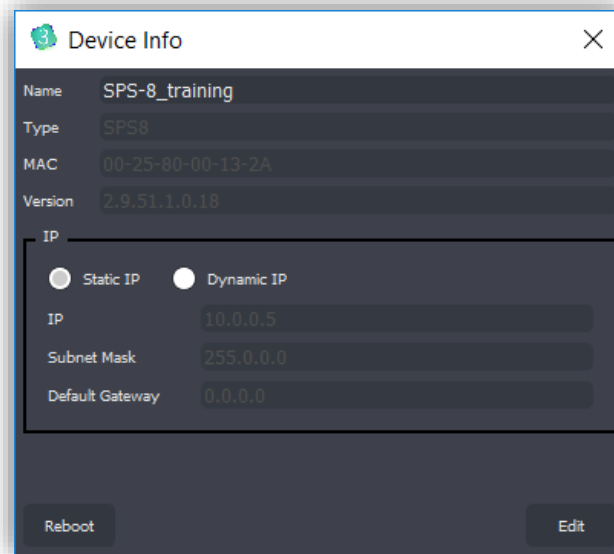 3 Device Info
Name SPS-8_training
Type SPS8
MAC 00-25-80-00-13-2A
Version 2.9.51.1.0.18
IP
Static IP Dynamic IP
IP 10.0.0.5
Subnet Mask 255.0.0.0
Default Gateway 0.0.0.0
Reboot Edit